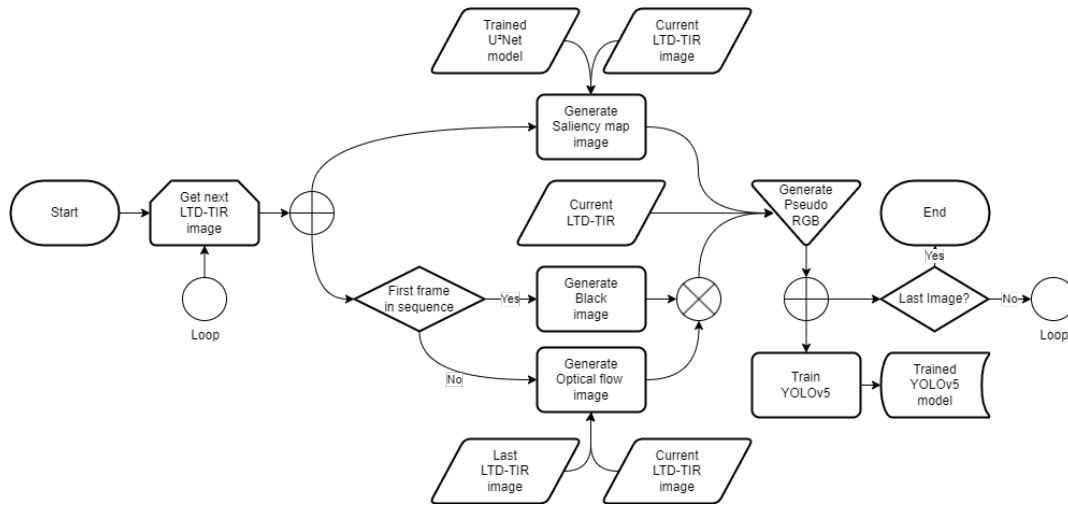 Trained
U²Net
model
Current
LTD-TIR
image
Generate
Saliency map
image
Start
Get next
LTD-TIR
image
Current
LTD-TIR
Generate
Pseudo
RGB
End
Yes
First frame
in sequence
Yes
Generate
Black
image
Last Image?
No
Loop
Loop
No
Generate
Optical flow
image
Train
YOLOv5
Trained
YOLOv5
model
Last
LTD-TIR
image
Current
LTD-TIR
image